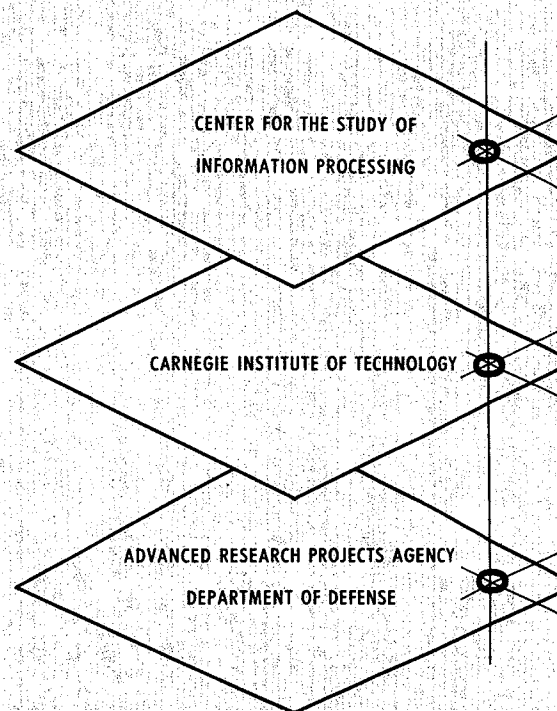 CENTER FOR THE STUDY OF
INFORMATION PROCESSING
CARNEGIE INSTITUTE OF TECHNOLOGY
ADVANCED RESEARCH PROJECTS AGENCY
DEPARTMENT OF DEFENSE